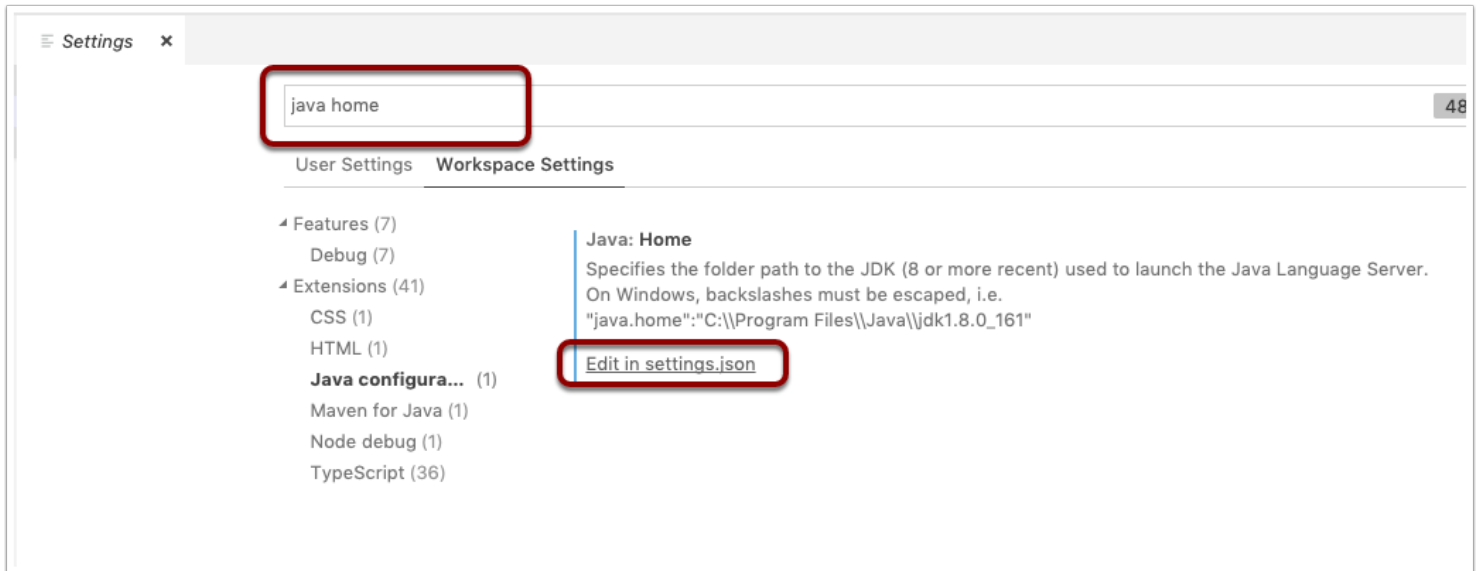 Settings
java home
48
User Settings Workspace Settings
Features (7)
Debug (7)
Extensions (41)
CSS (1)
HTML (1)
Java configura... (1)
Maven for Java (1)
Node debug (1)
TypeScript (36)
Java: Home
Specifies the folder path to the JDK (8 or more recent) used to launch the Java Language Server.
On Windows, backslashes must be escaped, i.e.
"java.home":"C:\\Program Files\\Java\\jdk1.8.0_161"
Edit in settings.json